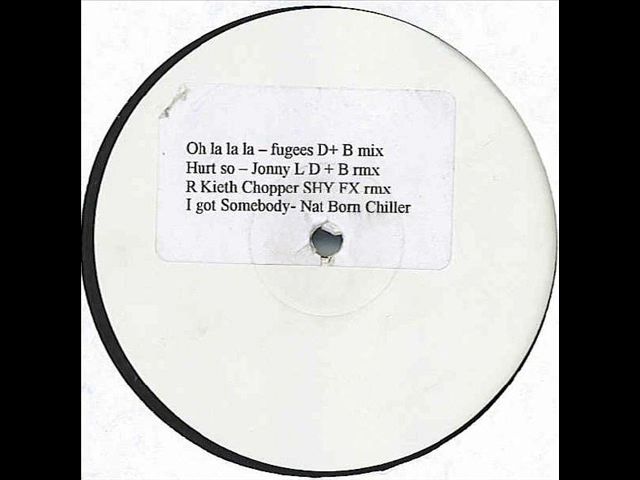 Oh la la la – fugees D+ B mix
Hurt so – Jonny L D + B rmx
R Kieth Chopper SHY FX rmx
I got Somebody- Nat Born Chiller